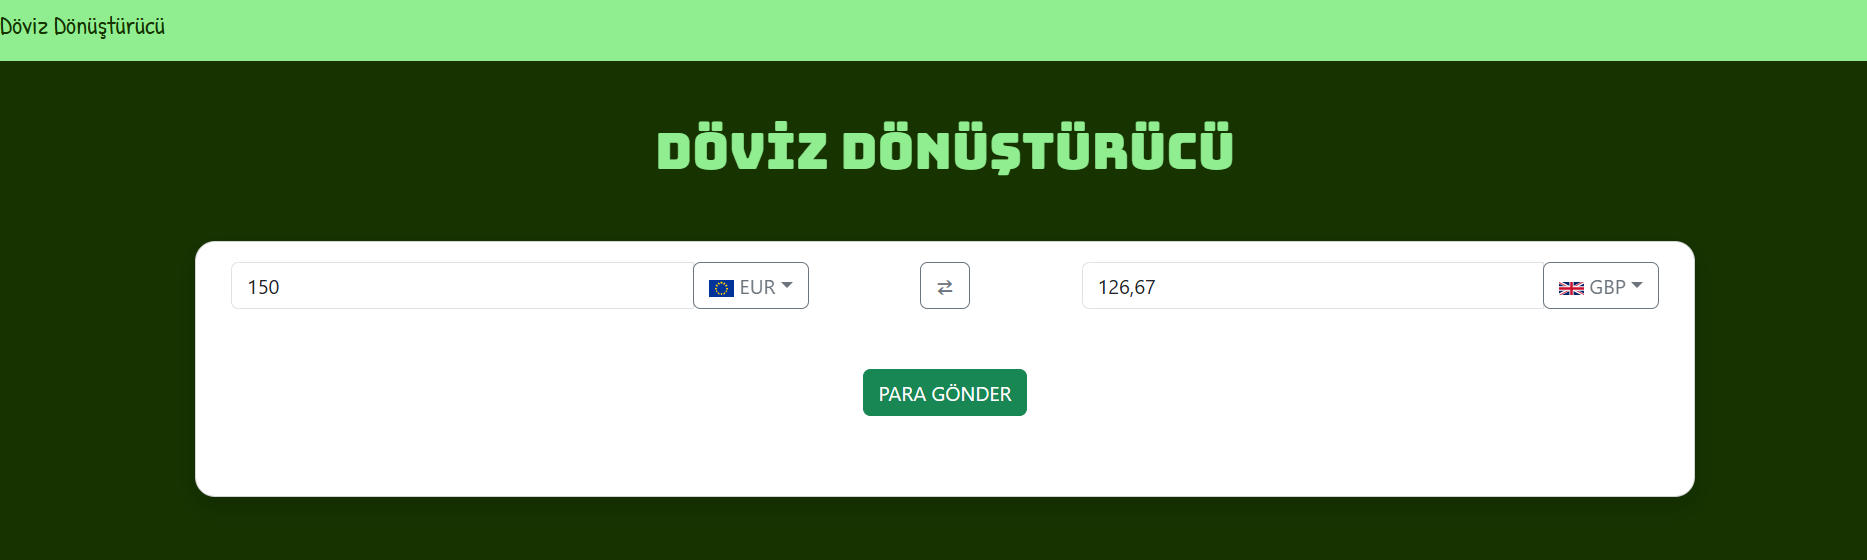 Döviz Dönüştürücü
DÖVİZ DÖNÜŞTÜRÜCÜ
150 EUR ⇄ 126,67 GBP
PARA GÖNDER